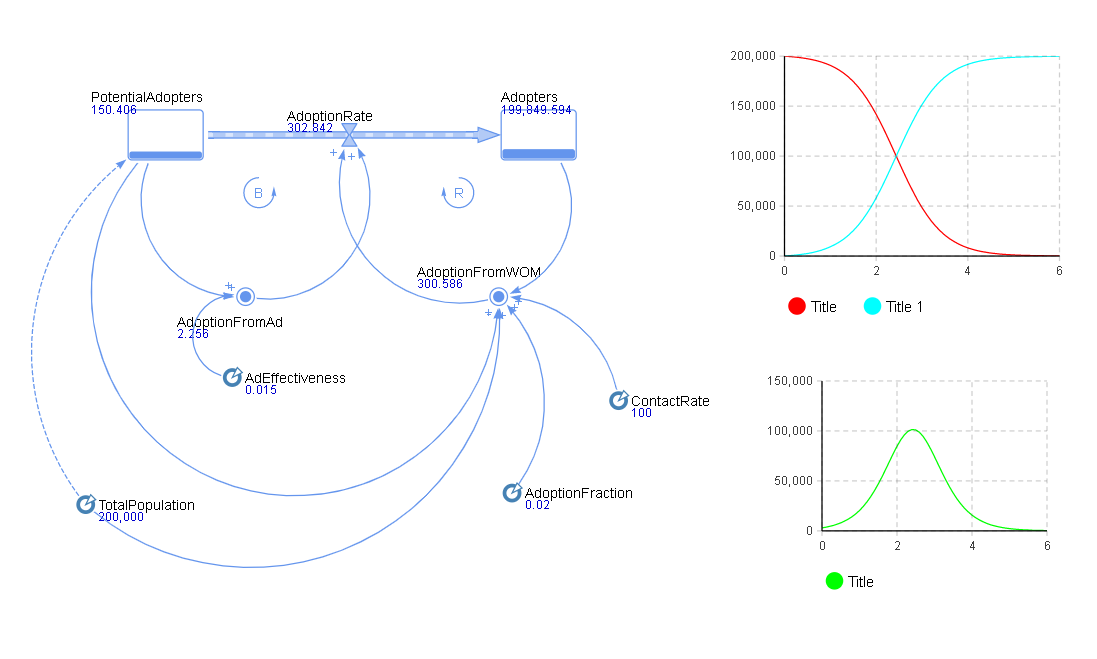 PotentialAdopters
150.406
AdoptionRate
302.842
Adopters
199,849.594
B
R
AdoptionFromWOM
300.586
AdoptionFromAd
2.256
AdEffectiveness
0.015
ContactRate
100
TotalPopulation
200,000
AdoptionFraction
0.02
200,000
150,000
100,000
50,000
0
0 2 4 6
Title Title 1
150,000
100,000
50,000
0
0 2 4 6
Title